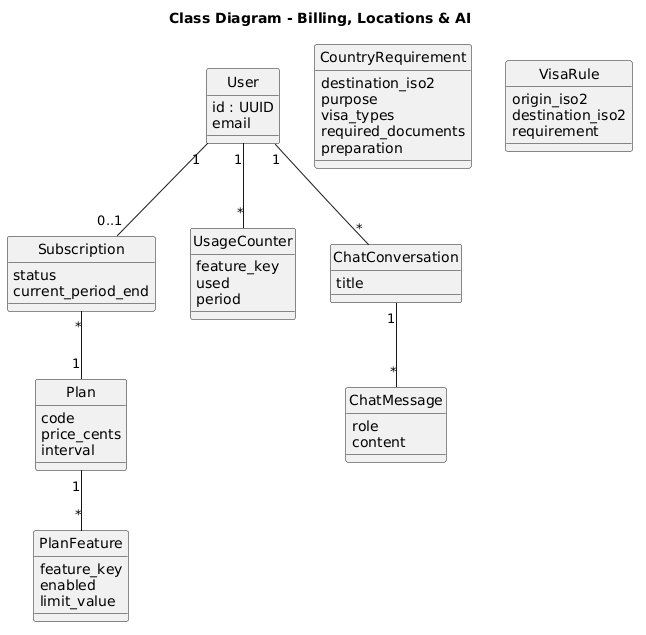 Class Diagram - Billing, Locations & AI
User
id : UUID
email
CountryRequirement
destination_iso2
purpose
visa_types
required_documents
preparation
VisaRule
origin_iso2
destination_iso2
requirement
1
1
1
0..1
*
*
Subscription
status
current_period_end
UsageCounter
feature_key
used
period
ChatConversation
title
*
1
1
*
Plan
code
price_cents
interval
ChatMessage
role
content
1
*
PlanFeature
feature_key
enabled
limit_value